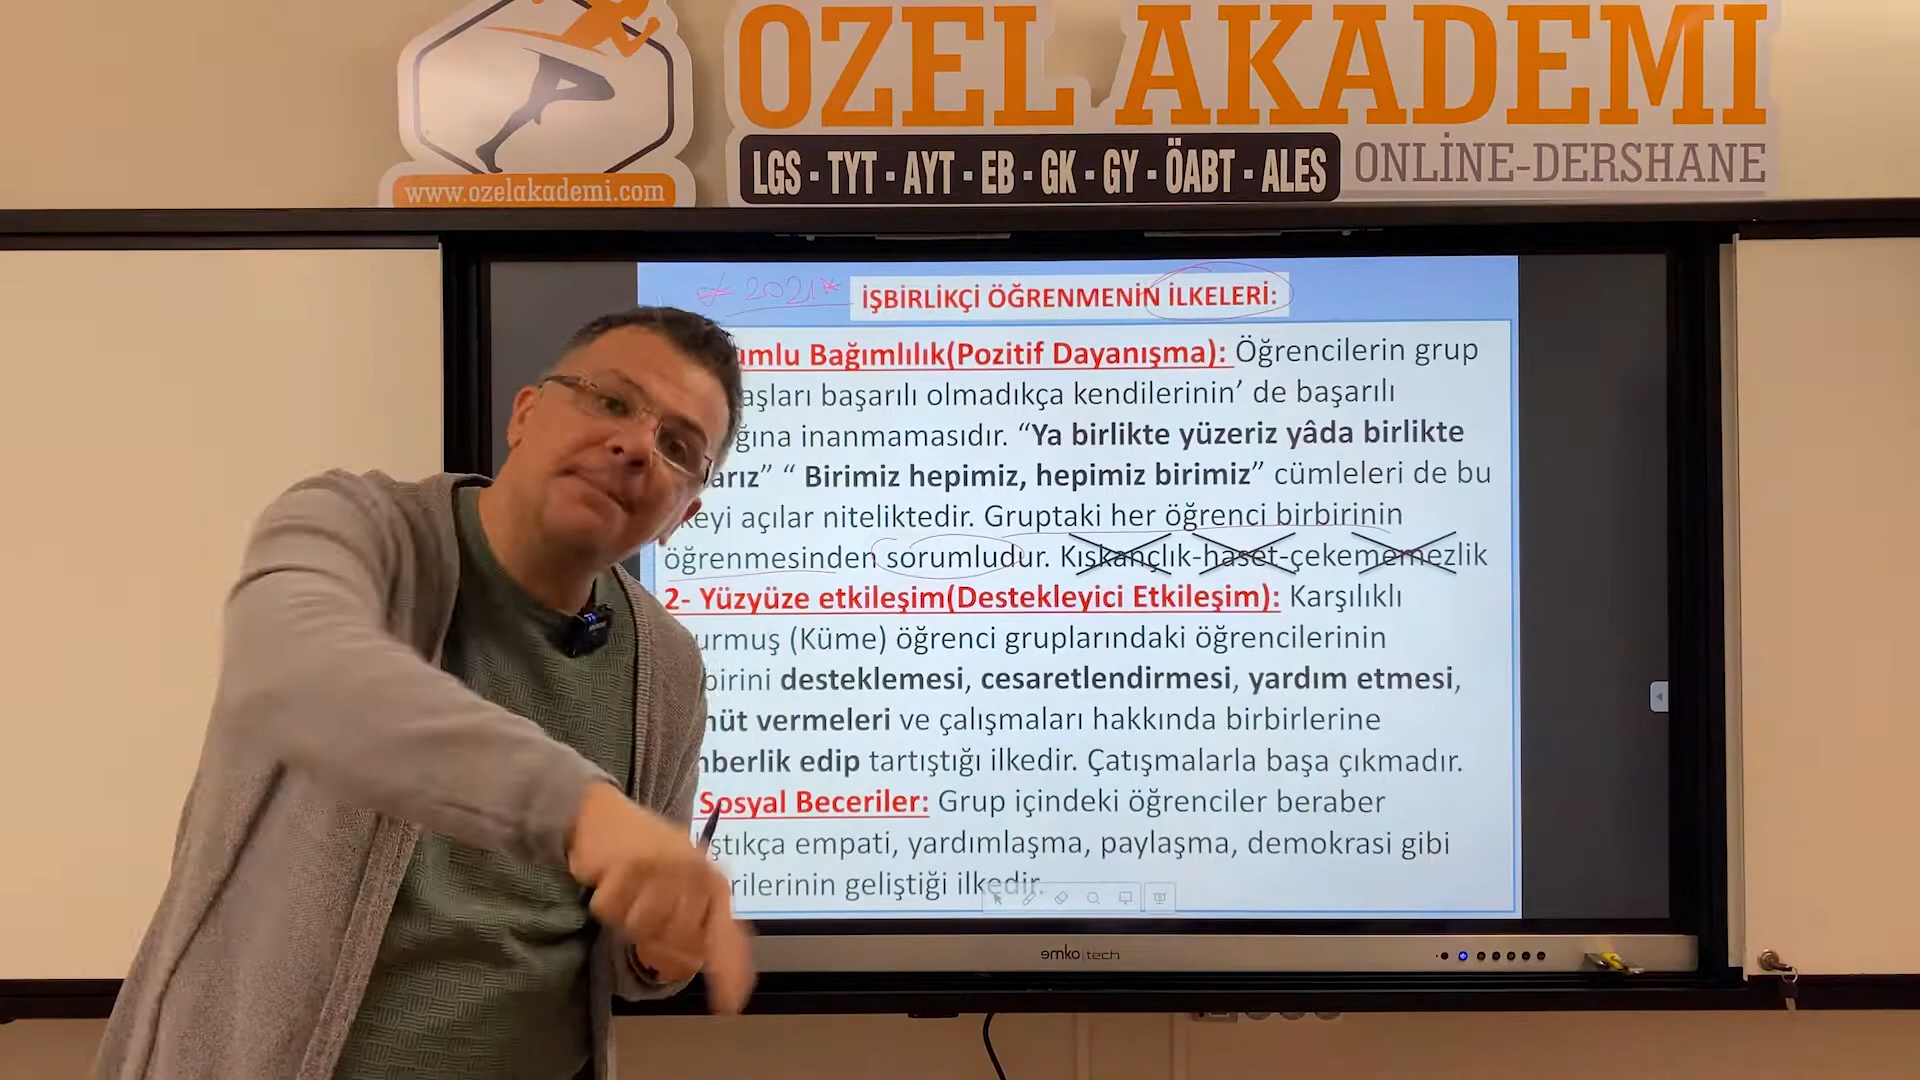 OZEL AKADEMİ
LGS - TYT - AYT - EB - GK - GY - ÖABT - ALES
ONLİNE-DERSHANE
www.ozelakademi.com
* 2021 *
İŞBİRLİKÇİ ÖĞRENMENİN İLKELERİ:
umlu Bağımlılık(Pozitif Dayanışma): Öğrencilerin grup
aşları başarılı olmadıkça kendilerinin’ de başarılı
ğına inanmamasıdır. “Ya birlikte yüzeriz yâda birlikte
arız” “ Birimiz hepimiz, hepimiz birimiz” cümleleri de bu
keyi açılar niteliktedir. Gruptaki her öğrenci birbirinin
öğrenmesinden sorumludur. Kıskançlık-haset-çekememezlik
2- Yüzyüze etkileşim(Destekleyici Etkileşim): Karşılıklı
urmuş (Küme) öğrenci gruplarındaki öğrencilerinin
birini desteklemesi, cesaretlendirmesi, yardım etmesi,
nüt vermeleri ve çalışmaları hakkında birbirlerine
nberlik edip tartıştığı ilkedir. Çatışmalarla başa çıkmadır.
Sosyal Beceriler: Grup içindeki öğrenciler beraber
ıştıkça empati, yardımlaşma, paylaşma, demokrasi gibi
rilerinin geliştiği ilkedir.
emko tech